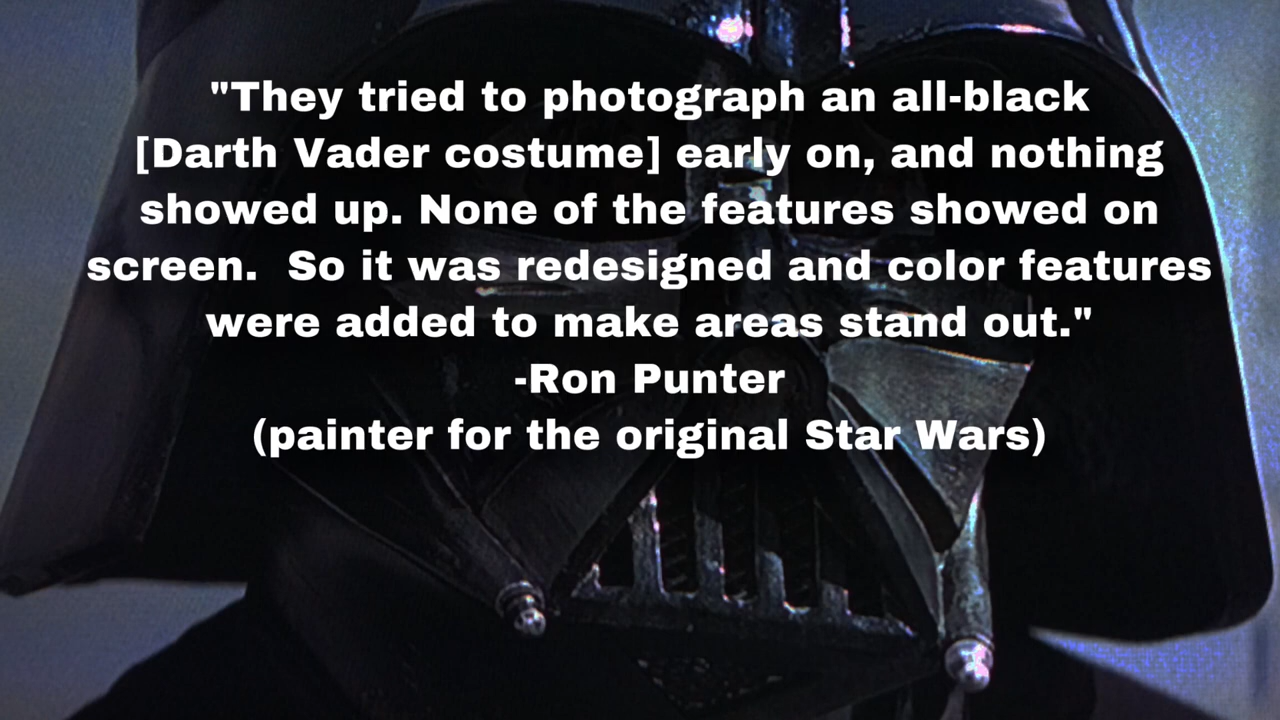 "They tried to photograph an all-black
[Darth Vader costume] early on, and nothing
showed up. None of the features showed on
screen.  So it was redesigned and color features
were added to make areas stand out."
-Ron Punter
(painter for the original Star Wars)